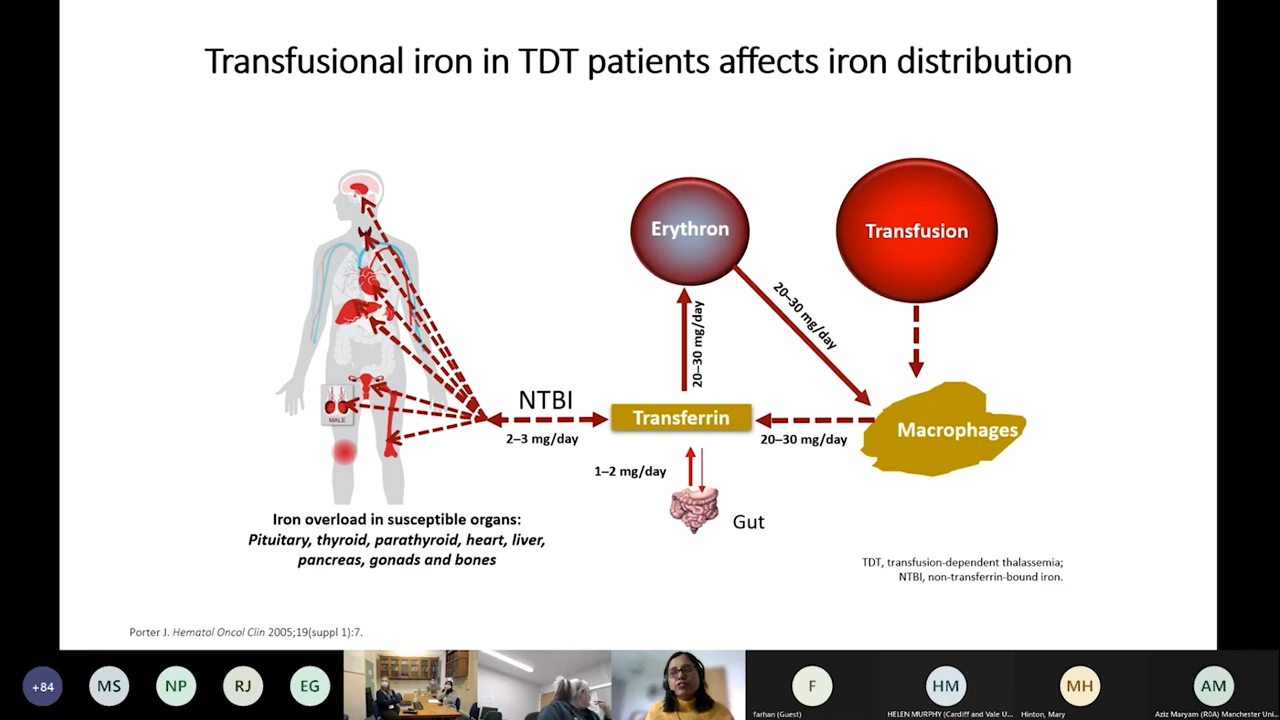 Transfusional iron in TDT patients affects iron distribution
Erythron
Transfusion
20–30 mg/day
20–30 mg/day
NTBI
Transferrin
Macrophages
2–3 mg/day
20–30 mg/day
MALE
1–2 mg/day
Gut
Iron overload in susceptible organs:
Pituitary, thyroid, parathyroid, heart, liver,
pancreas, gonads and bones
TDT, transfusion-dependent thalassemia;
NTBI, non-transferrin-bound iron.
Porter J. Hematol Oncol Clin 2005;19(suppl 1):7.
+84
MS
NP
RJ
EG
F
HM
MH
AM
farhan (Guest)
HELEN MURPHY (Cardiff and Vale U...
Hinton, Mary
Aziz Maryam (R0A) Manchester Uni...